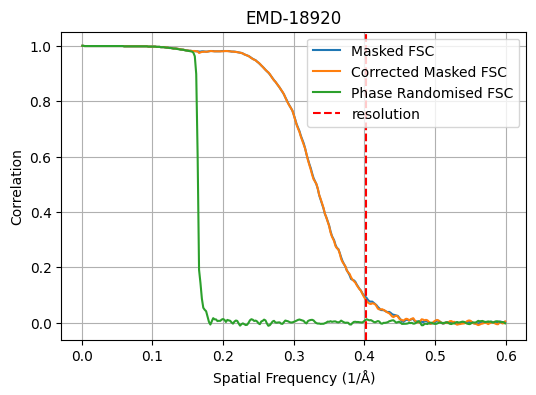 EMD-18920
Masked FSC
Corrected Masked FSC
Phase Randomised FSC
resolution
Correlation
1.0
0.8
0.6
0.4
0.2
0.0
0.0 0.1 0.2 0.3 0.4 0.5 0.6
Spatial Frequency (1/Å)